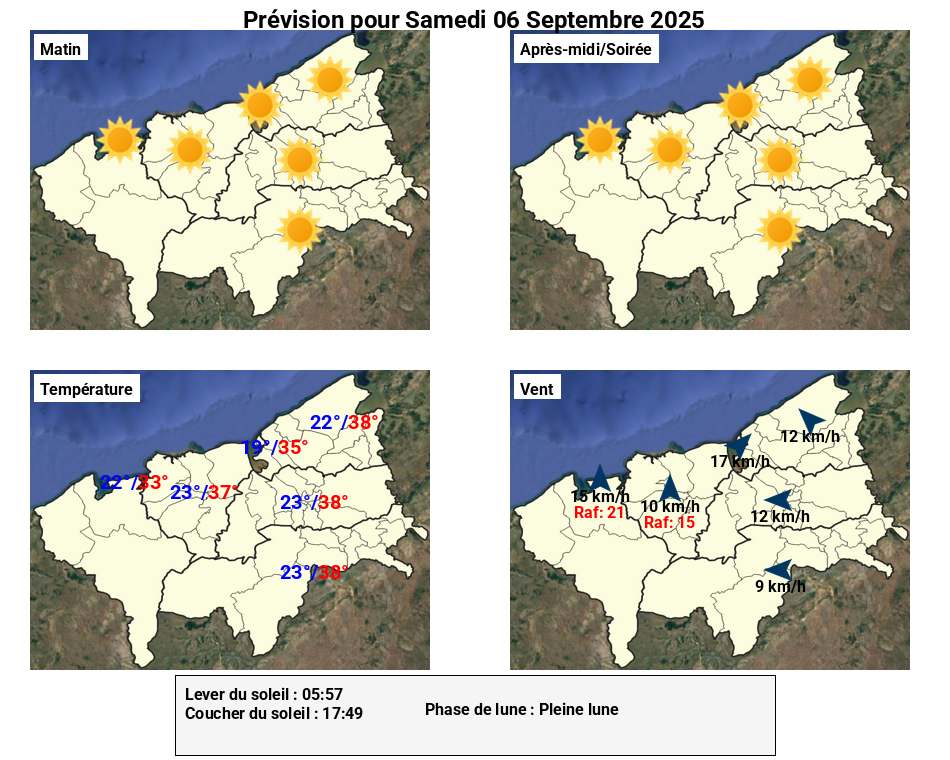 Prévision pour Samedi 06 Septembre 2025
Matin
Après-midi/Soirée
Température
22°/38°
19°/35°
22°/33°
23°/37°
23°/38°
23°/38°
Vent
12 km/h
17 km/h
15 km/h
Raf: 21
10 km/h
Raf: 15
12 km/h
9 km/h
Lever du soleil : 05:57
Coucher du soleil : 17:49
Phase de lune : Pleine lune